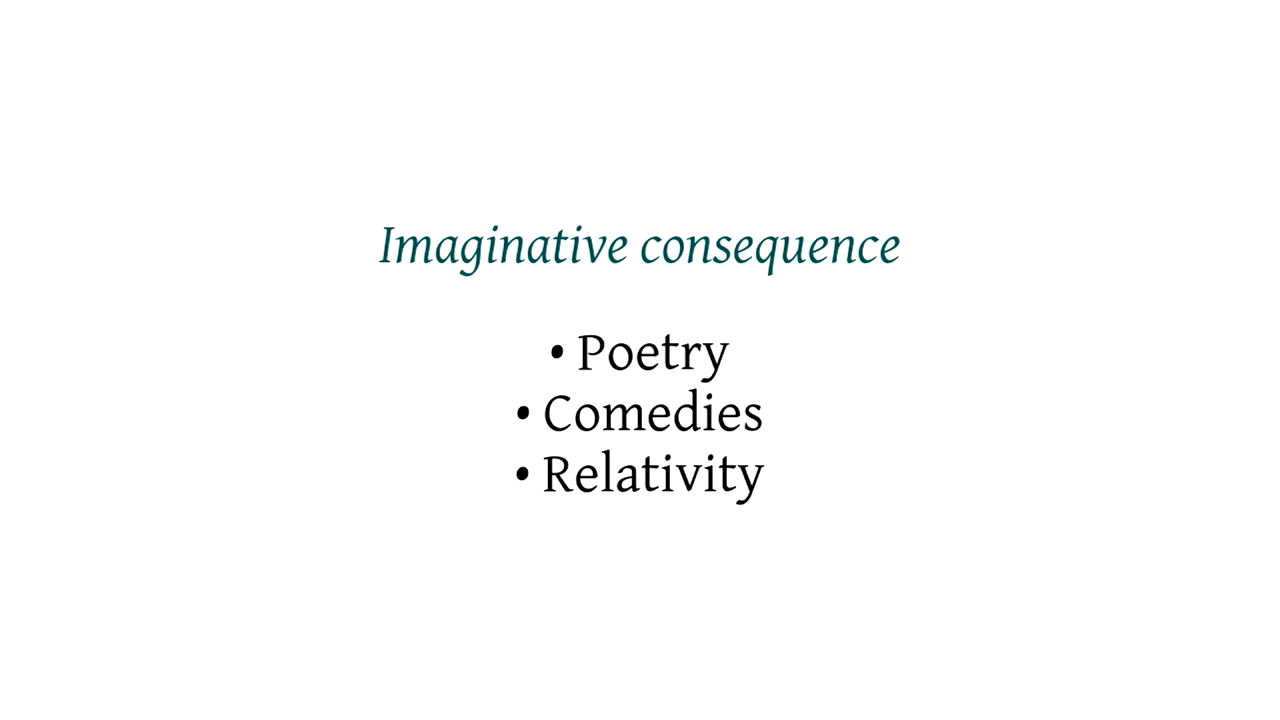 Imaginative consequence
• Poetry
• Comedies
• Relativity